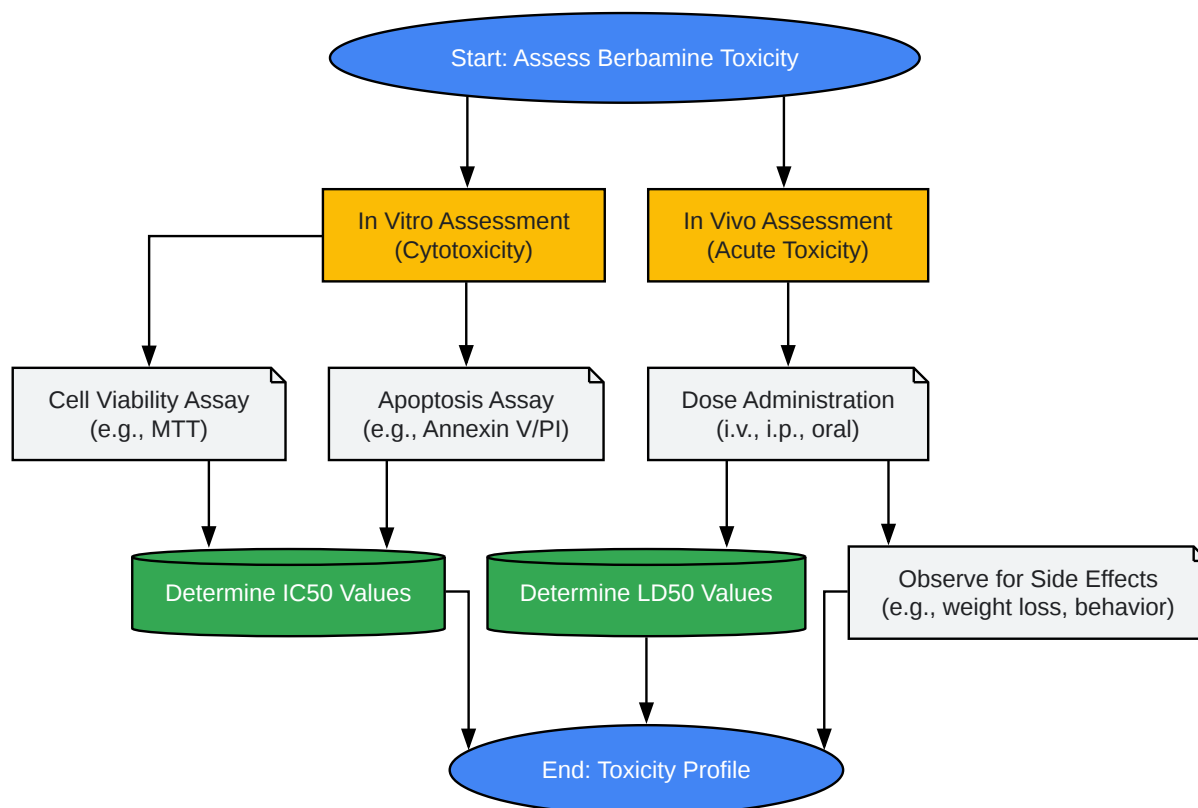 Start: Assess Berbamine Toxicity
In Vitro Assessment
(Cytotoxicity)
In Vivo Assessment
(Acute Toxicity)
Cell Viability Assay
(e.g., MTT)
Apoptosis Assay
(e.g., Annexin V/PI)
Dose Administration
(i.v., i.p., oral)
Determine IC50 Values
Determine LD50 Values
Observe for Side Effects
(e.g., weight loss, behavior)
End: Toxicity Profile